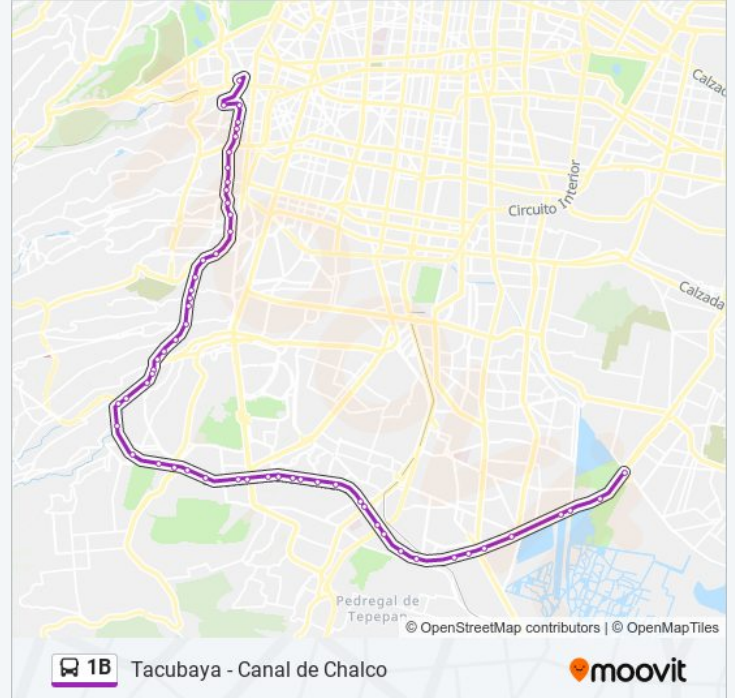 Calzad
Circuito Interior
Calzada
Pedregal de
Tepepan
© OpenStreetMap contributors | © OpenMapTiles
1B Tacubaya - Canal de Chalco
moovit